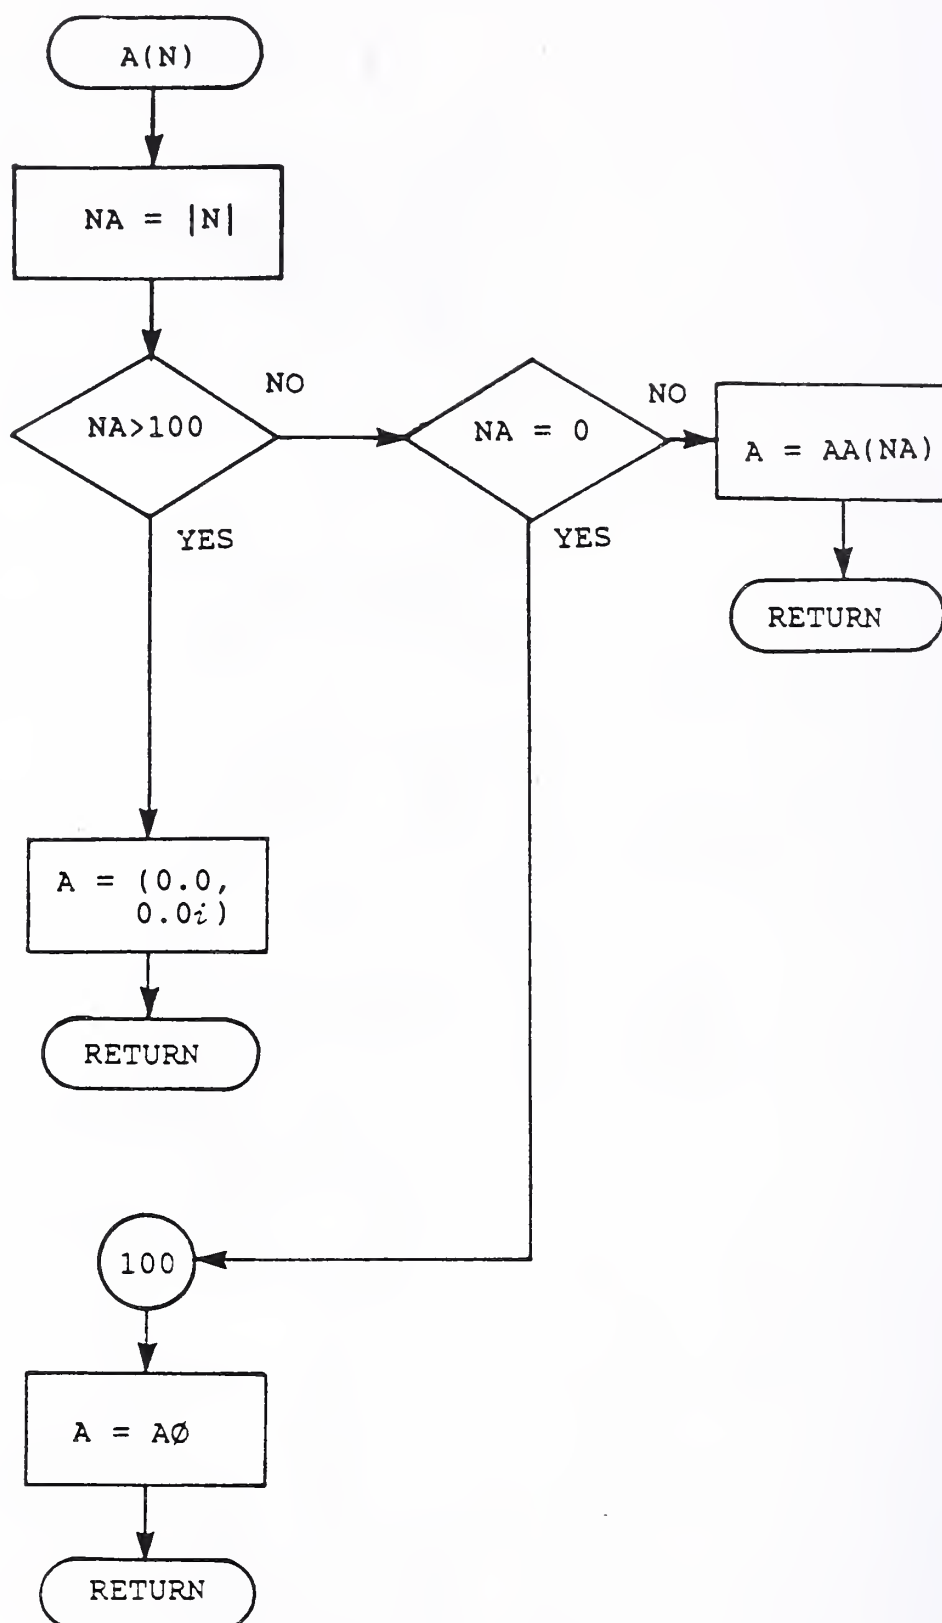 A(N)
NA = |N|
NA>100
NO
YES
NA = 0
NO
YES
A = AA(NA)
RETURN
A = (0.0,
0.0i)
RETURN
100
A = AØ
RETURN